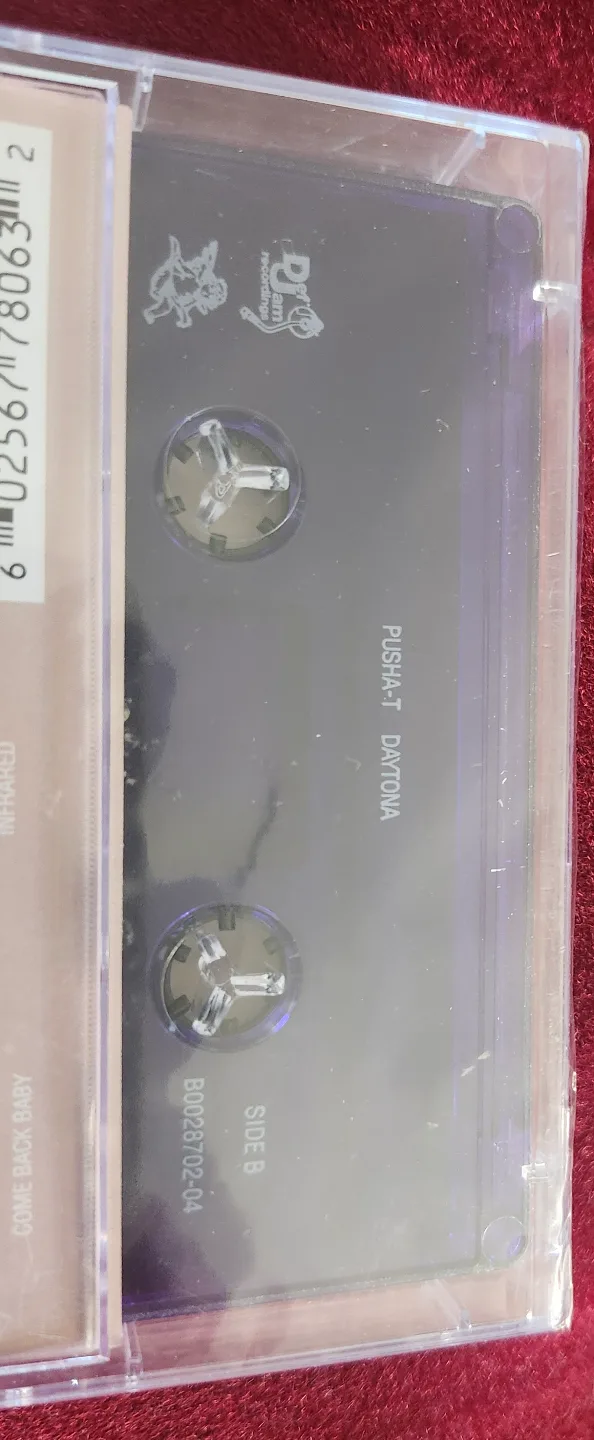 Def Jam
recordings
PUSHA-T DAYTONA
SIDE B
B0028702-04
6 02567 78063 2
INFRARED
COME BACK BABY